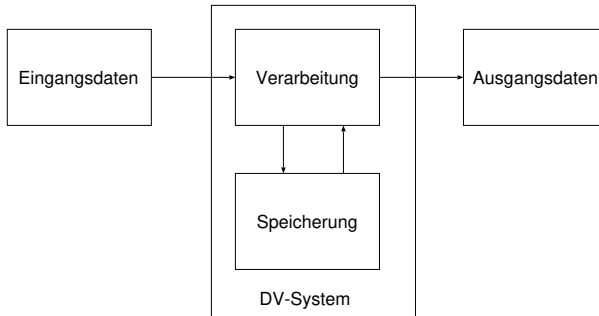 Eingangsdaten
Verarbeitung
Ausgangsdaten
Speicherung
DV-System